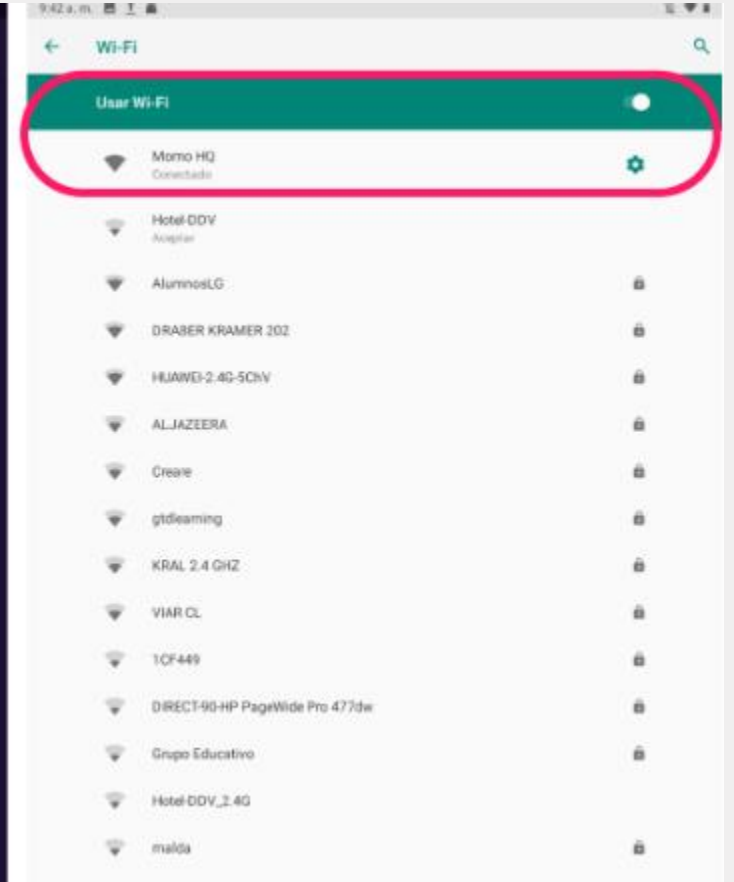 9:42 a. m.
Wi-Fi
Usar Wi-Fi
Momo HQ
Conectado
Hotel-DDV
Aceptar
AlumnosLG
DRABER KRAMER 202
HUAWEI-2.4G-5ChV
ALJAZEERA
Creare
gtdlearning
KRAL 2.4 GHZ
VIAR CL
1CF449
DIRECT-90-HP PageWide Pro 477dw
Grupo Educativo
Hotel-DDV_2.4G
malda